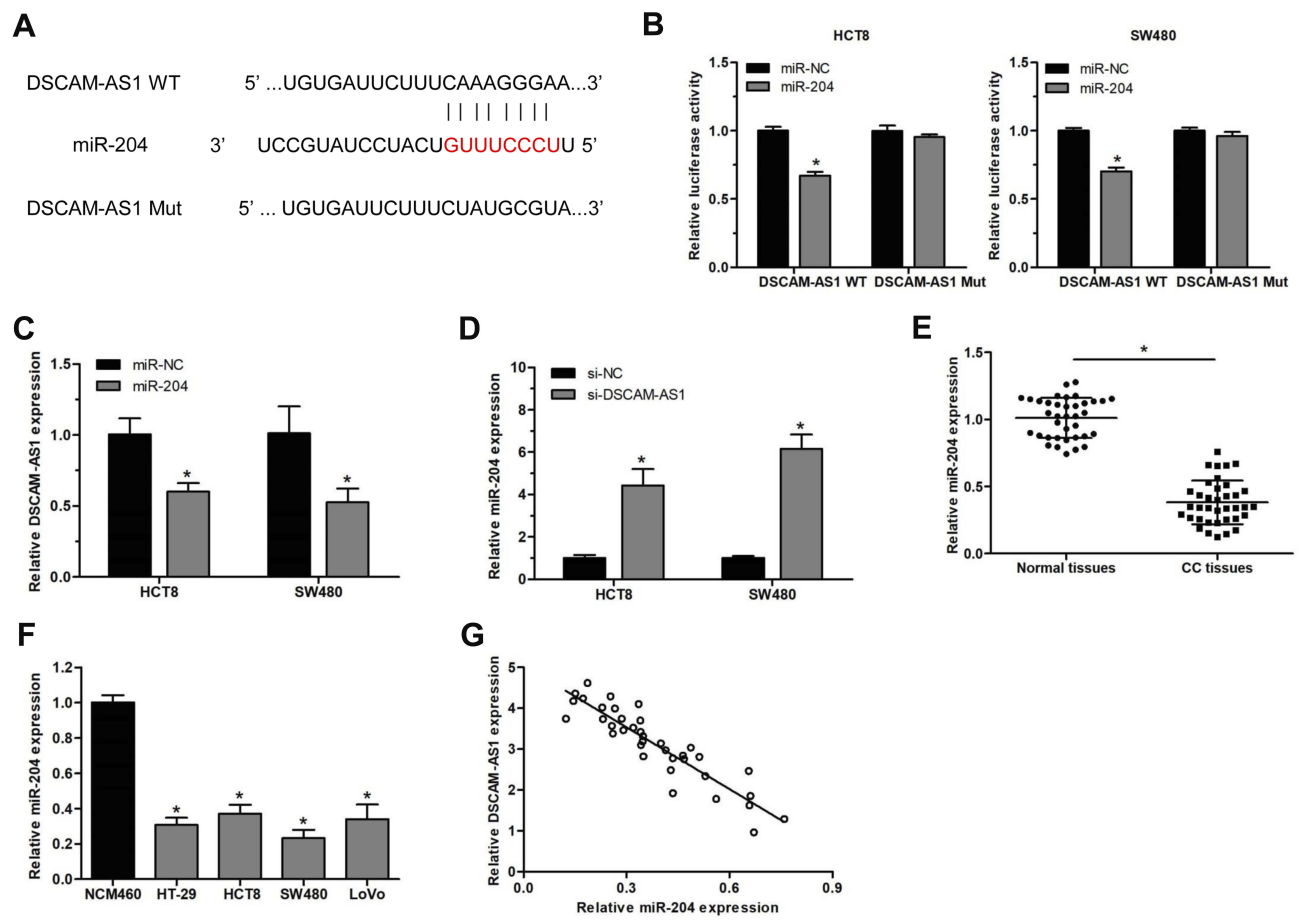 A
DSCAM-AS1 WT 5’ ...UGUGAUUCUUUCAAAGGGAA...3’
miR-204 3’ UCCGUAUCCUACUGUUUCCCUU 5’
DSCAM-AS1 Mut 5’ ... UGUGAUUCUUUCUAUGCGUA...3’
B
HCT8
Relative luciferase activity
1.5
1.0
0.5
0.0
miR-NC
miR-204
*
DSCAM-AS1 WT DSCAM-AS1 Mut
SW480
Relative luciferase activity
1.5
1.0
0.5
0.0
miR-NC
miR-204
*
DSCAM-AS1 WT DSCAM-AS1 Mut
C
Relative DSCAM-AS1 expression
1.5
1.0
0.5
0.0
miR-NC
miR-204
* *
HCT8 SW480
D
Relative miR-204 expression
10
8
6
4
2
0
si-NC
si-DSCAM-AS1
* *
HCT8 SW480
E
Relative miR-204 expression
1.5
1.0
0.5
0.0
*
Normal tissues CC tissues
F
Relative miR-204 expression
1.2
1.0
0.8
0.6
0.4
0.2
0.0
* * * *
NCM460 HT-29 HCT8 SW480 LoVo
G
Relative DSCAM-AS1 expression
5
4
3
2
1
0
0.0 0.3 0.6 0.9
Relative miR-204 expression